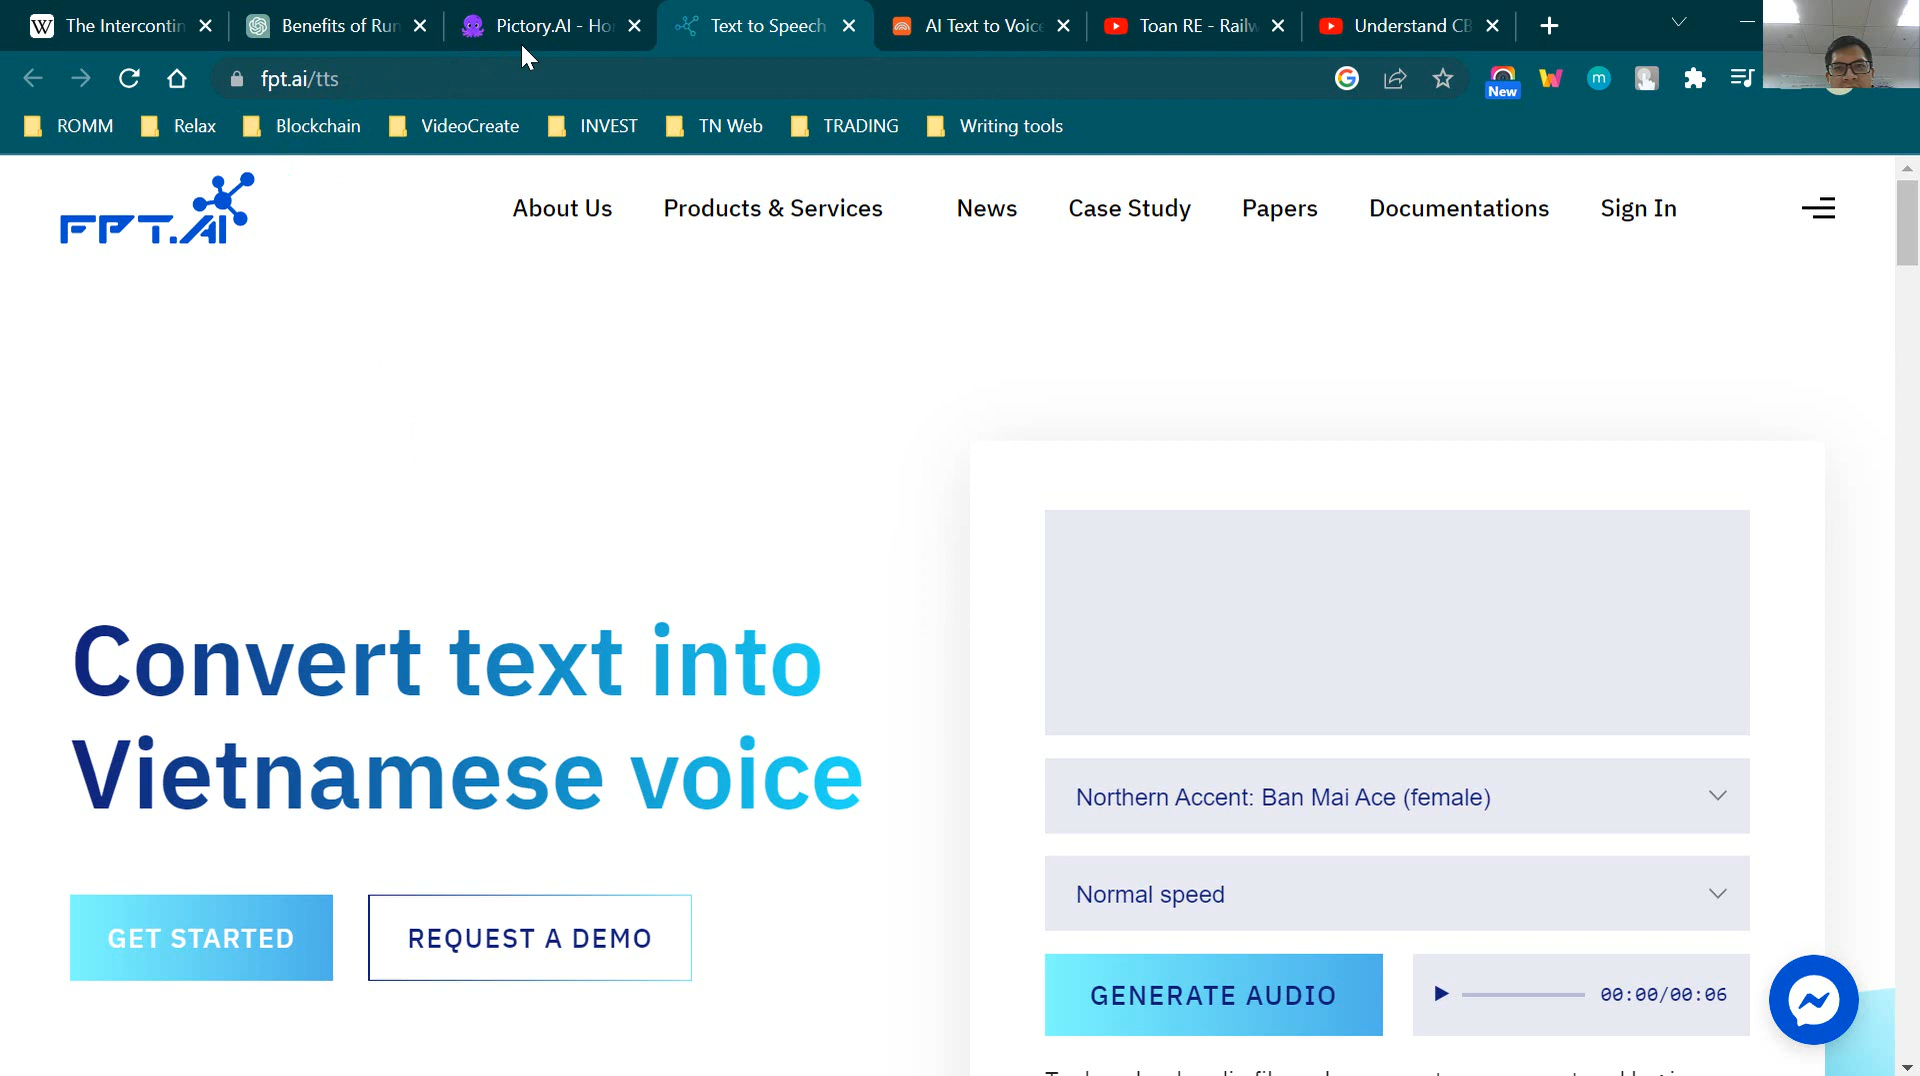 The Intercontin
Benefits of Run
Pictory.AI - Ho
Text to Speech
AI Text to Voice
Toan RE - Railw
Understand CB
fpt.ai/tts
New
m
ROMM
Relax
Blockchain
VideoCreate
INVEST
TN Web
TRADING
Writing tools
FPT.AI
About Us
Products & Services
News
Case Study
Papers
Documentations
Sign In
Convert text into
Vietnamese voice
GET STARTED
REQUEST A DEMO
Northern Accent: Ban Mai Ace (female)
Normal speed
GENERATE AUDIO
00:00/00:06